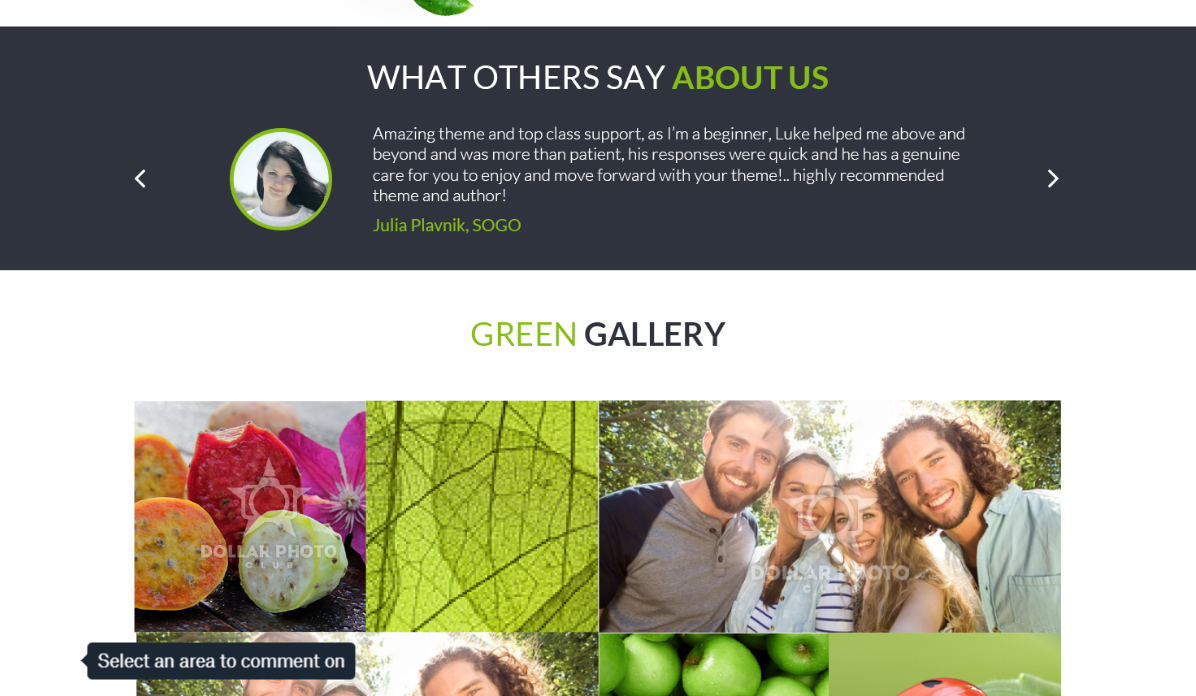 WHAT OTHERS SAY ABOUT US
Amazing theme and top class support, as I'm a beginner, Luke helped me above and
beyond and was more than patient, his responses were quick and he has a genuine
care for you to enjoy and move forward with your theme!.. highly recommended
theme and author!
Julia Plavnik, SOGO
GREEN GALLERY
DOLLAR PHOTO
CLUB
DOLLAR PHOTO
CLUB
Select an area to comment on